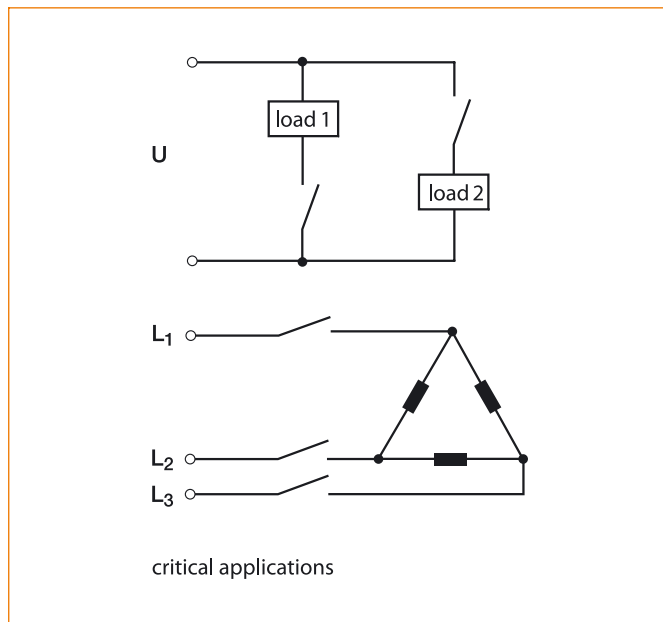 load 1
U
load 2
L₁
L₂
L₃
critical applications